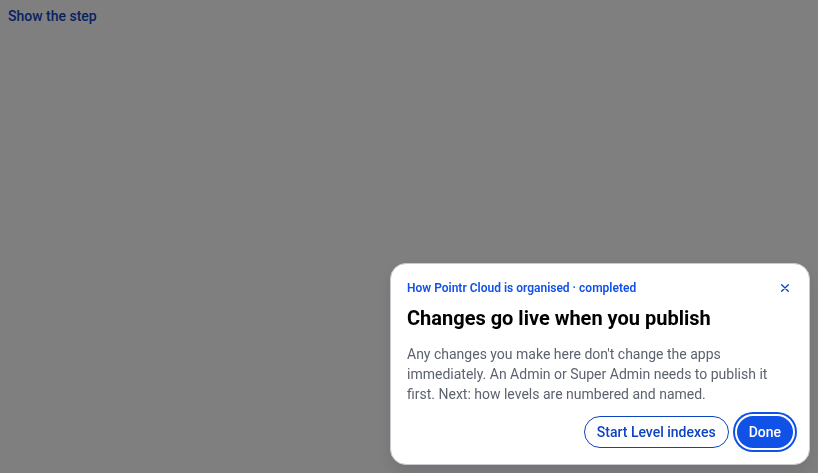 Show the step
How Pointr Cloud is organised · completed
Changes go live when you publish
Any changes you make here don't change the apps
immediately. An Admin or Super Admin needs to publish it
first. Next: how levels are numbered and named.
Start Level indexes
Done